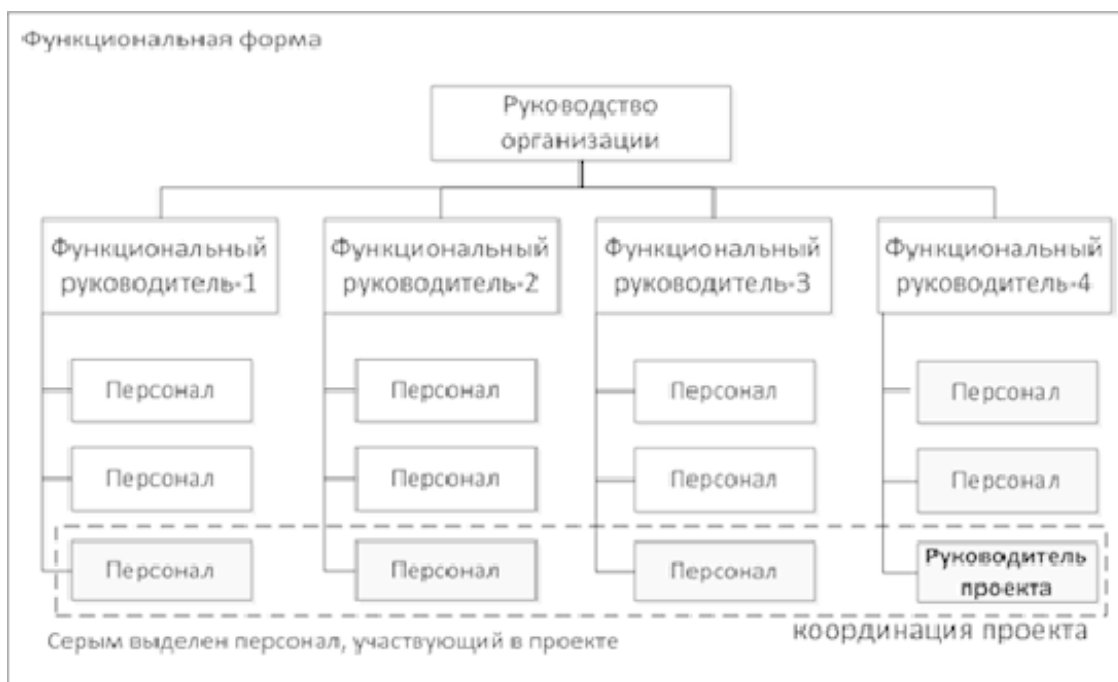 Функциональная форма
Руководство
организации
Функциональный
руководитель-1
Функциональный
руководитель-2
Функциональный
руководитель-3
Функциональный
руководитель-4
Персонал
Персонал
Персонал
Персонал
Персонал
Персонал
Персонал
Персонал
Персонал
Персонал
Персонал
Руководитель
проекта
Серым выделен персонал, участвующий в проекте
координация проекта